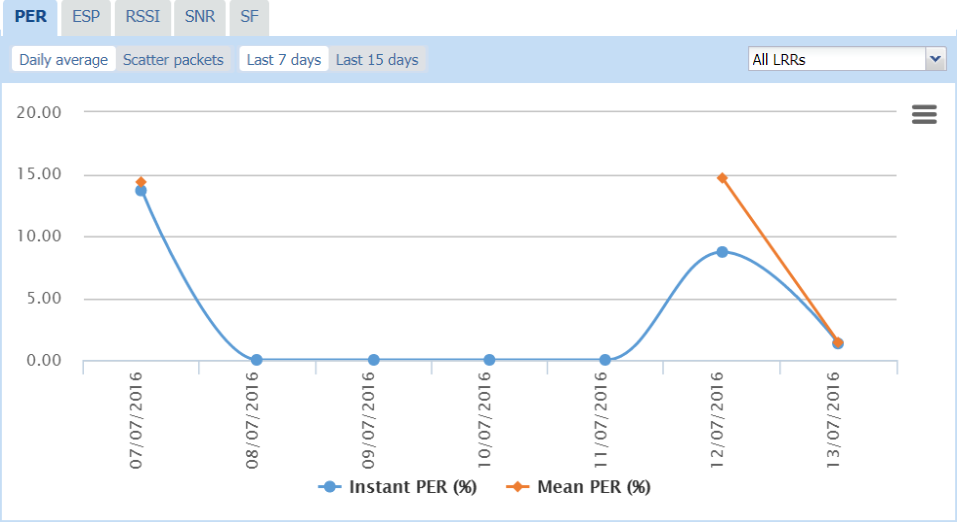 PER ESP RSSI SNR SF
Daily average Scatter packets Last 7 days Last 15 days All LRRs
20.00
15.00
10.00
5.00
0.00
07/07/2016 08/07/2016 09/07/2016 10/07/2016 11/07/2016 12/07/2016 13/07/2016
Instant PER (%) Mean PER (%)